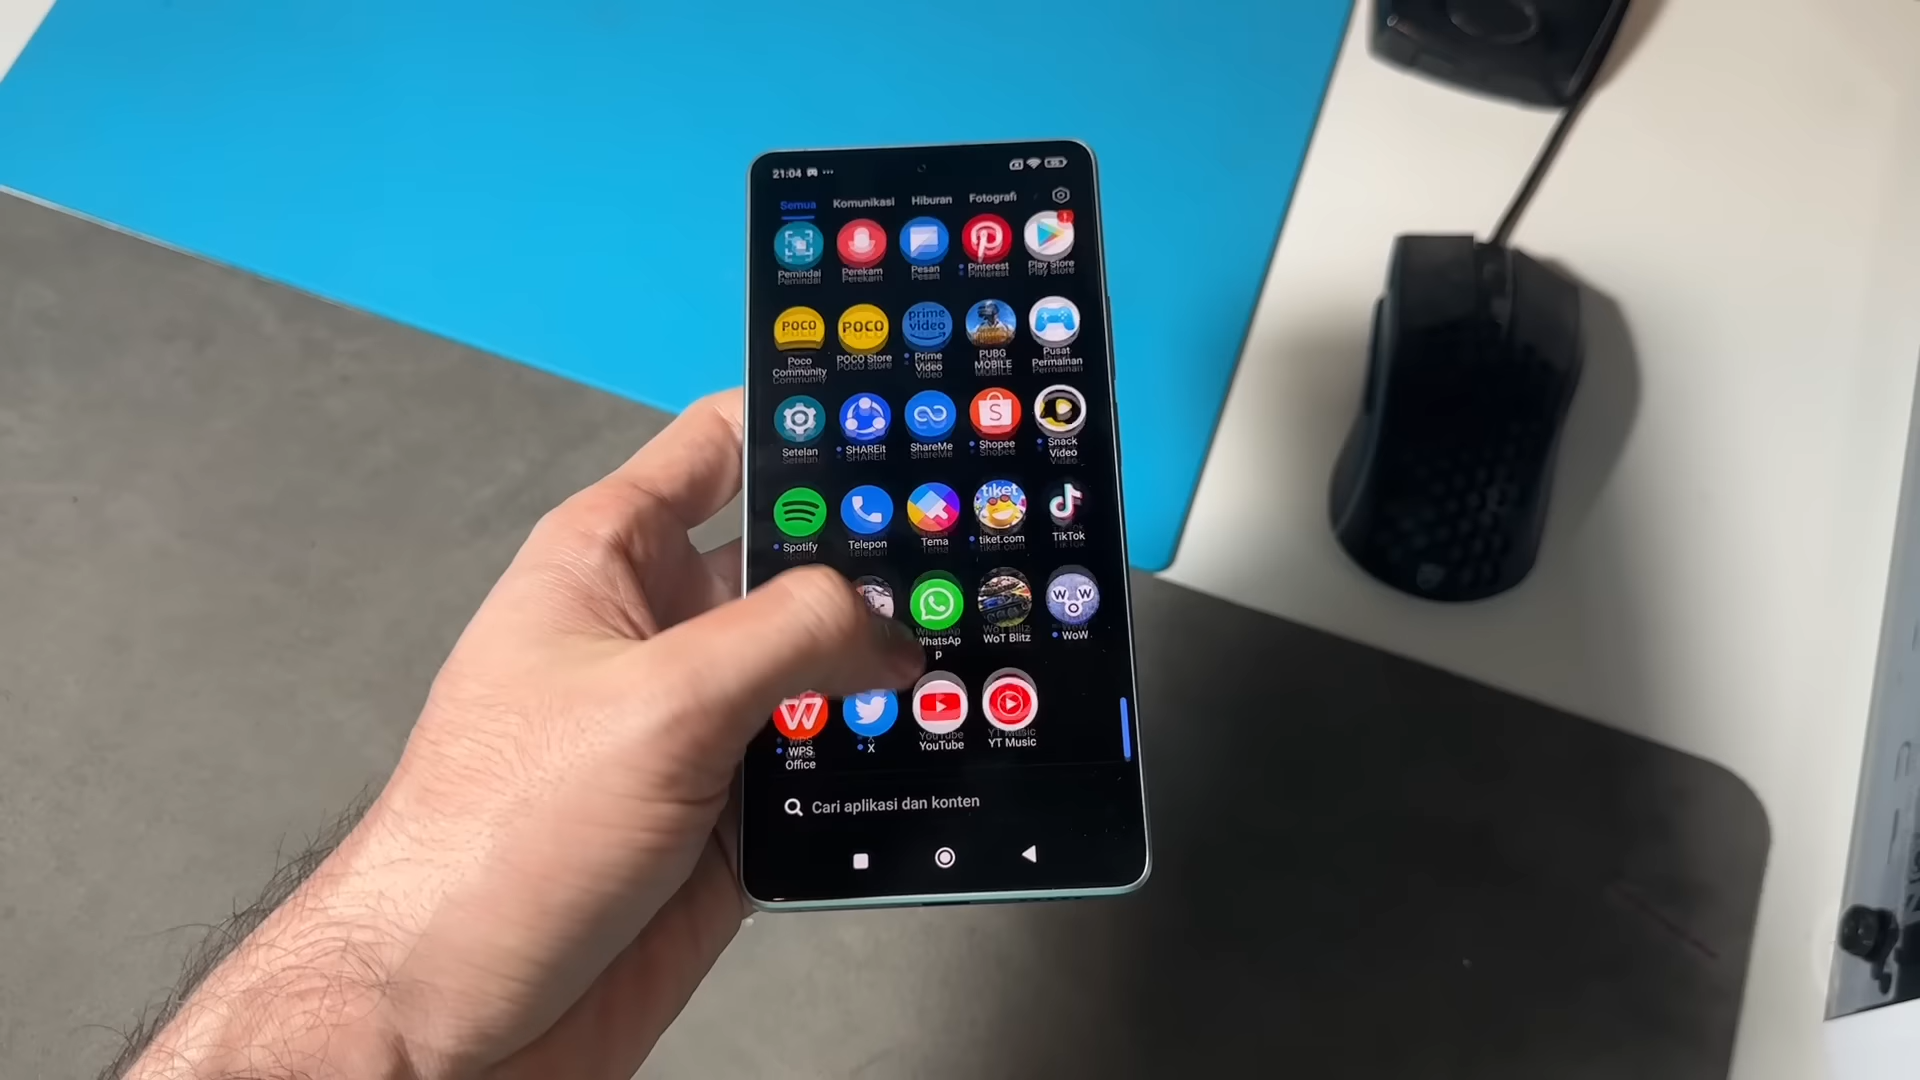 21:04
Semua Komunikasi Hiburan Fotografi
Pemindai Perekam Pesan Pinterest Play Store
POCO POCO prime video
Poco Community POCO Store Prime Video PUBG MOBILE Pusat Permainan
Setelan SHAREit ShareMe Shopee Snack Video
tiket
Spotify Telepon Tema tiket.com TikTok
W W O
WhatsAp
p
WoT Blitz WoW
WPS Office X YouTube YT Music
Cari aplikasi dan konten